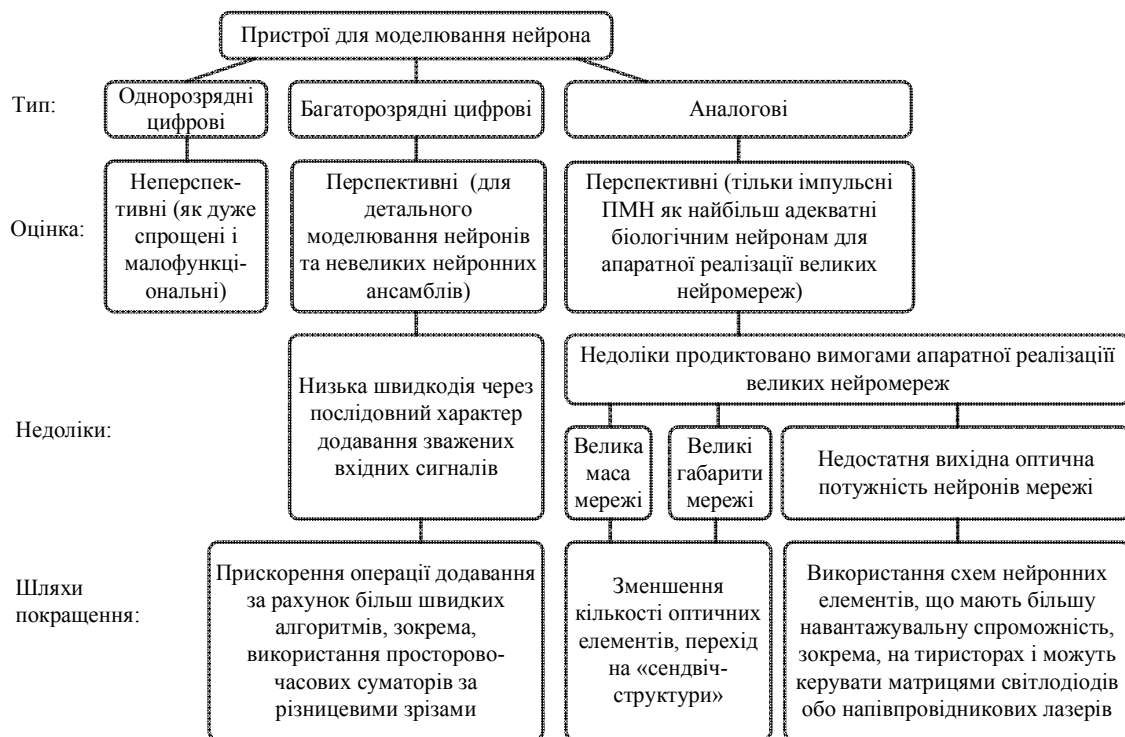 Пристрої для моделювання нейрона
Тип:
Однорозрядні
цифрові
Багаторозрядні цифрові
Аналогові
Оцінка:
Неперспек-
тивні (як дуже
спрощені і
малофункці-
ональні)
Перспективні (для
детального
моделювання нейронів
та невеликих нейронних
ансамблів)
Перспективні (тільки імпульсні
ПМН як найбільш адекватні
біологічним нейронам для
апаратної реалізації великих
нейромереж)
Недоліки:
Низька швидкодія через
послідовний характер
додавання зважених
вхідних сигналів
Недоліки продиктовано вимогами апаратної реалізаціїї
великих нейромереж
Велика
маса
мережі
Великі
габарити
мережі
Недостатня вихідна оптична
потужність нейронів мережі
Шляхи
покращення:
Прискорення операції додавання
за рахунок більш швидких
алгоритмів, зокрема,
використання просторово-
часових суматорів за
різницевими зрізами
Зменшення
кількості оптичних
елементів, перехід
на «сендвіч-
структури»
Використання схем нейронних
елементів, що мають більшу
навантажувальну спроможність,
зокрема, на тиристорах і можуть
керувати матрицями світлодіодів
обо напівпровідникових лазерів